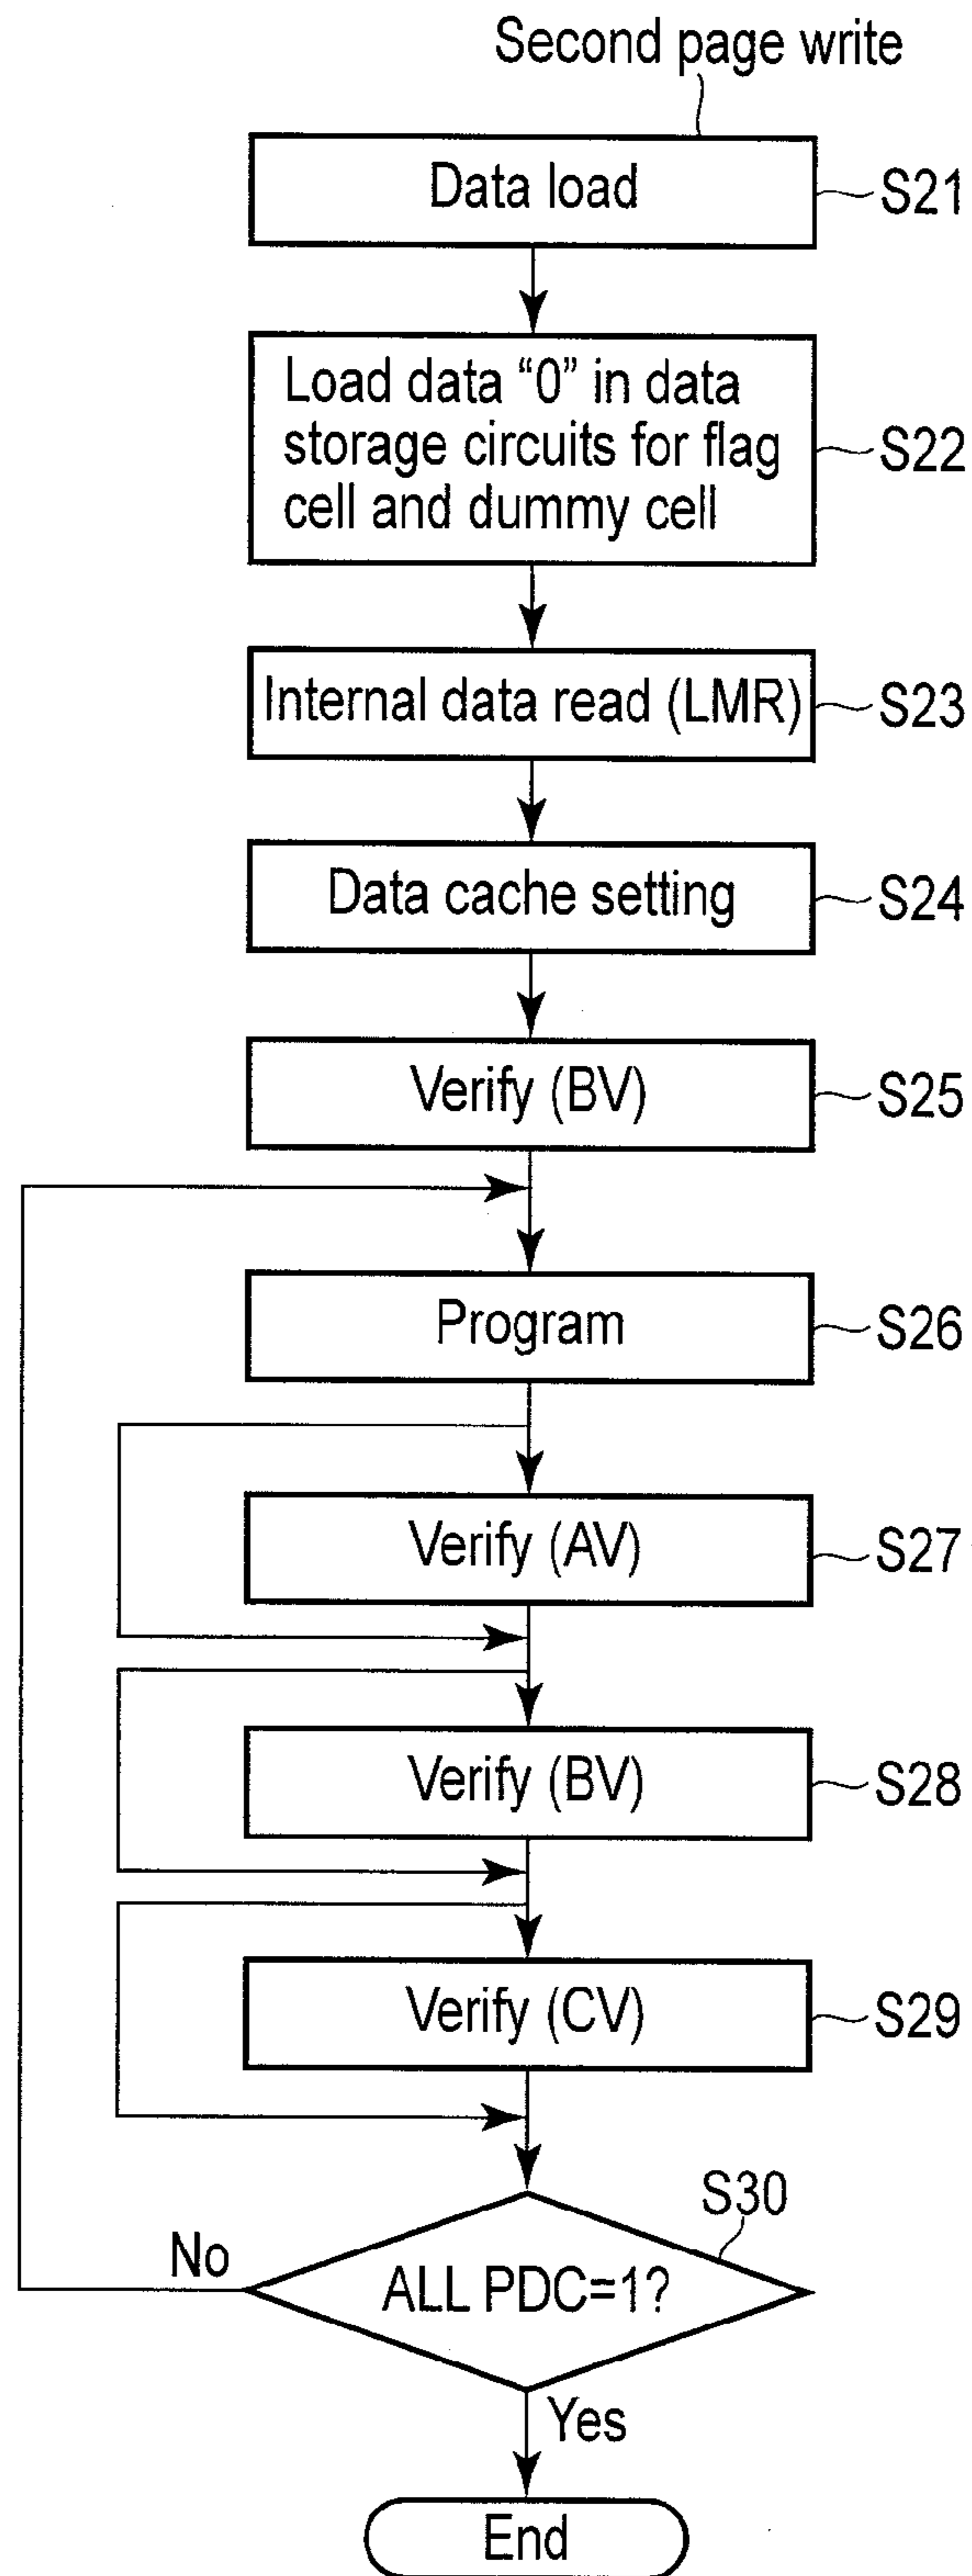 Second page write
Data load
S21
Load data “0” in data
storage circuits for flag
cell and dummy cell
S22
Internal data read (LMR)
S23
Data cache setting
S24
Verify (BV)
S25
Program
S26
Verify (AV)
S27
Verify (BV)
S28
Verify (CV)
S29
S30
No
ALL PDC=1?
Yes
End